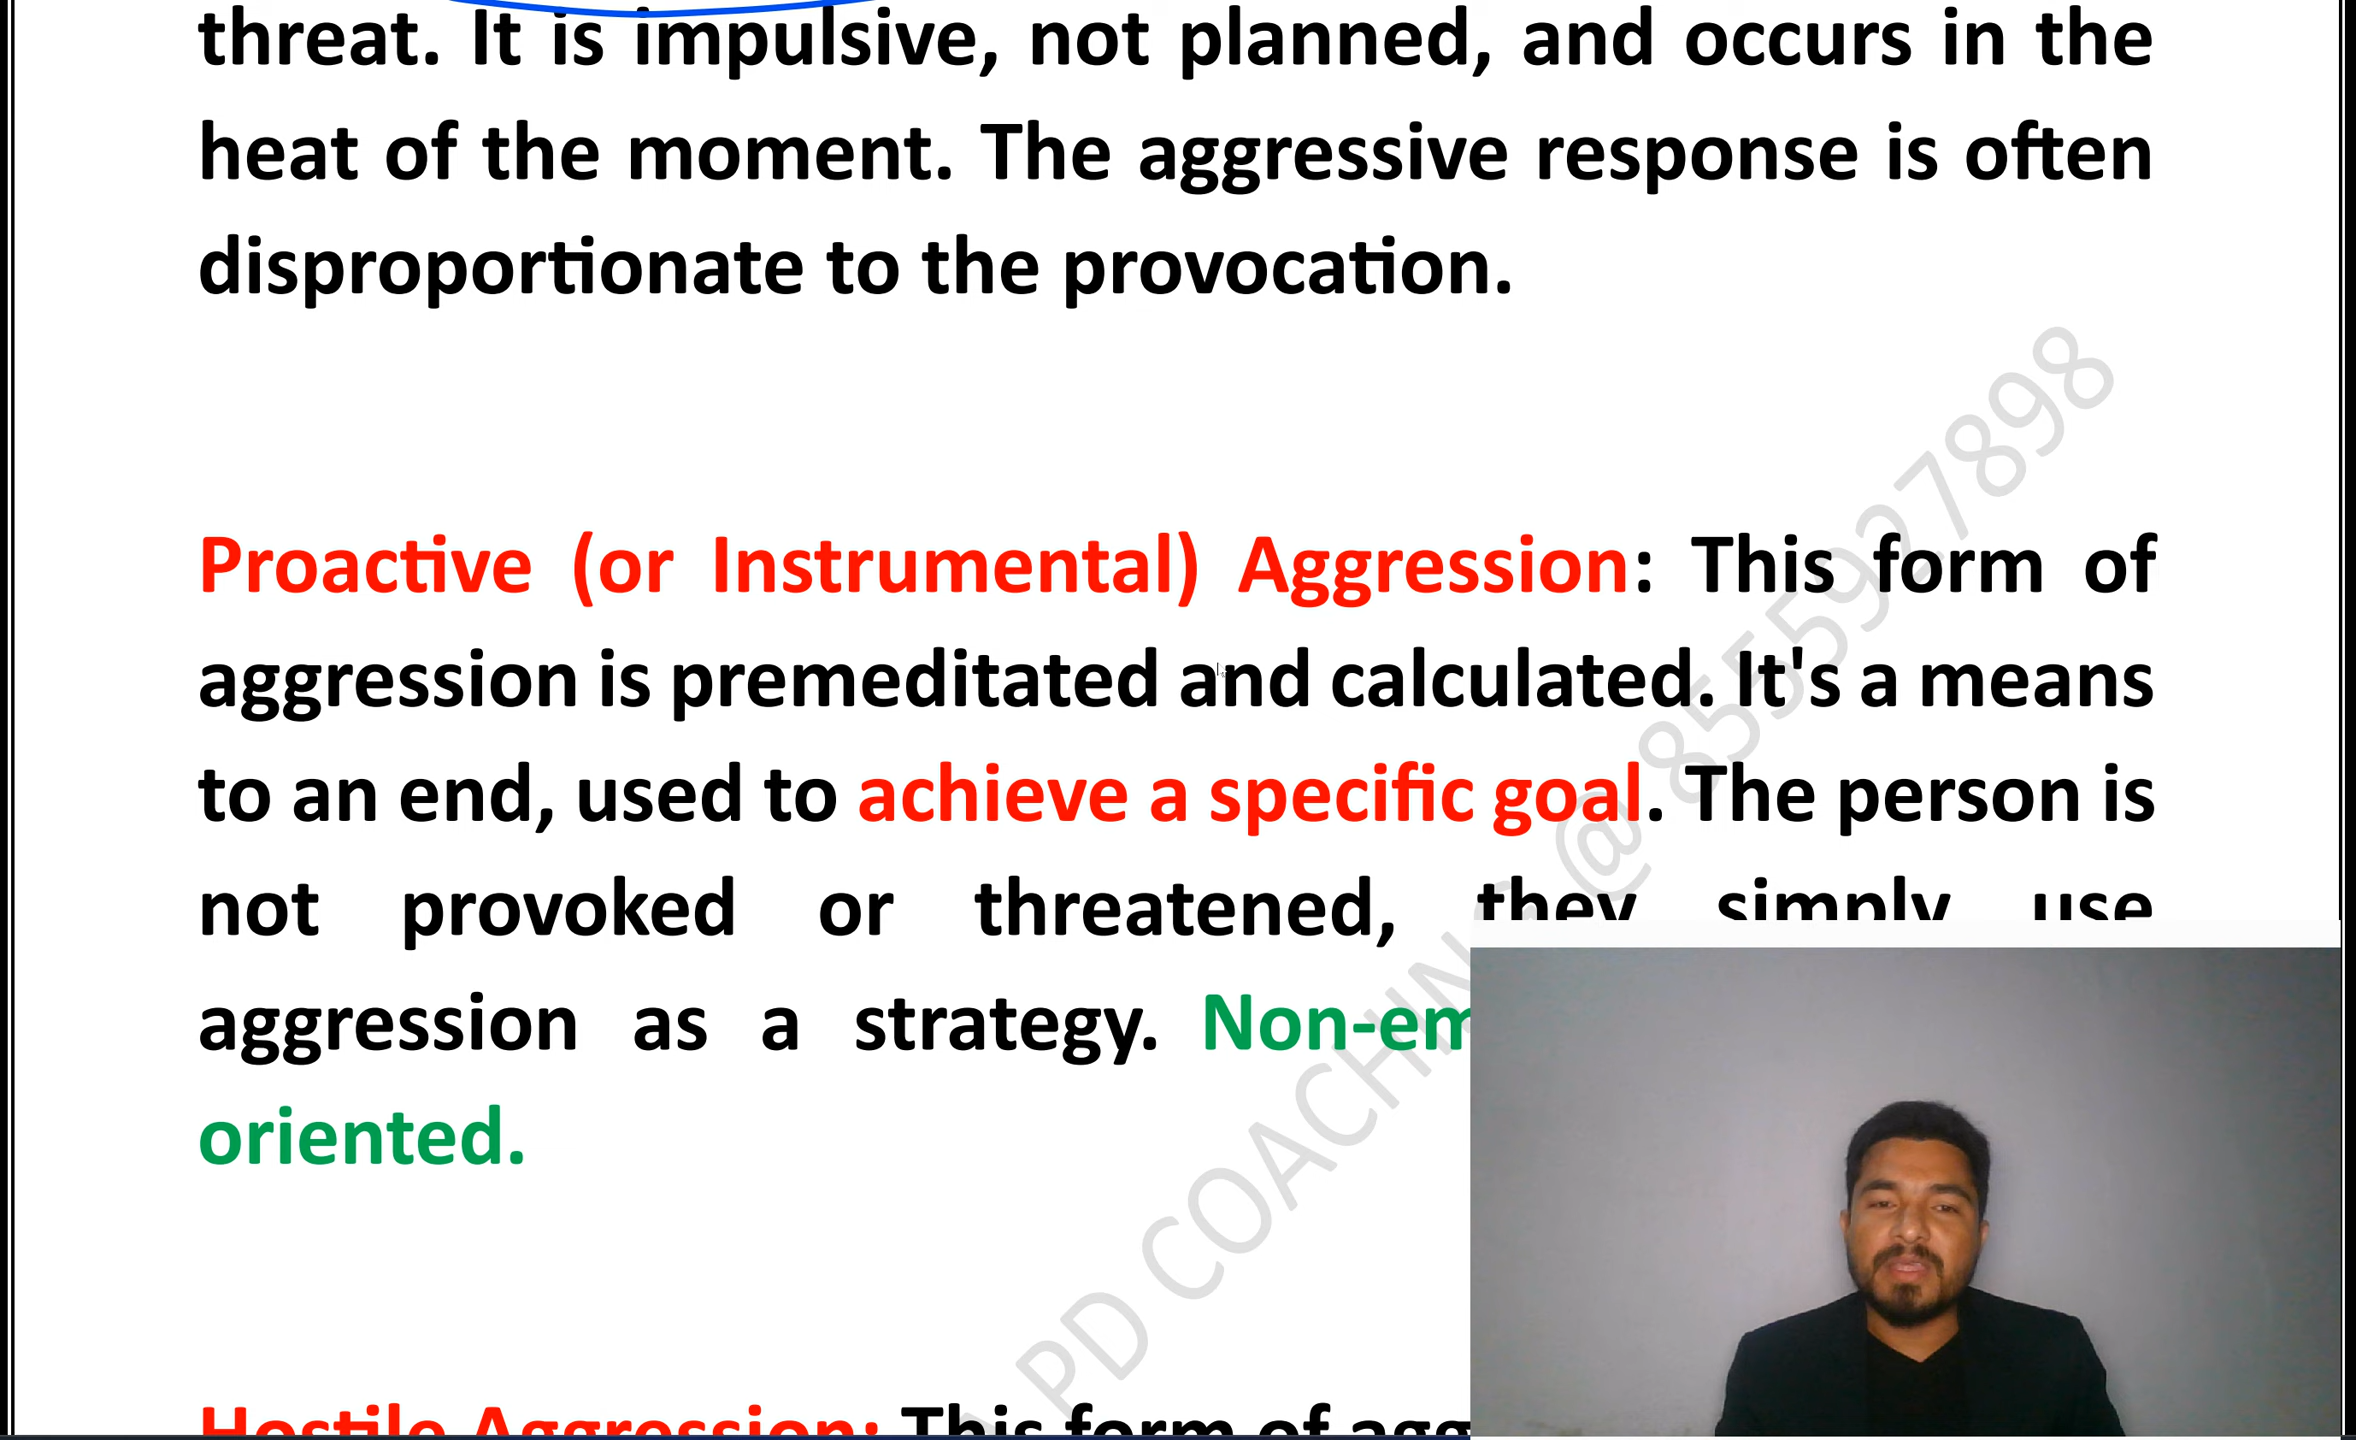 threat. It is impulsive, not planned, and occurs in the
heat of the moment. The aggressive response is often
disproportionate to the provocation.
Proactive (or Instrumental) Aggression: This form of
aggression is premeditated and calculated. It's a means
to an end, used to achieve a specific goal. The person is
not provoked or threatened, they simply use
aggression as a strategy. Non-em
oriented.
Hostile Aggression: This form of agg
PD COACHING @ 8555927898